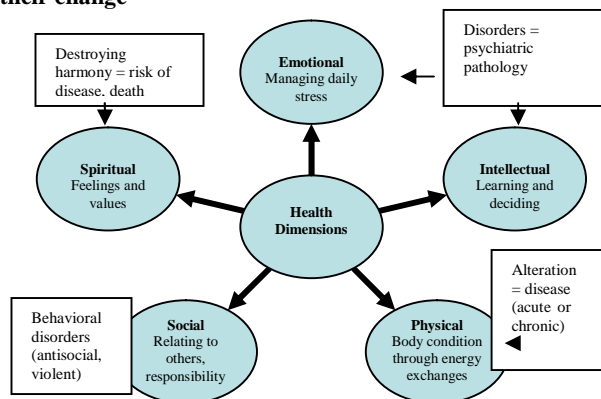 their change
Destroying
harmony = risk of
disease, death
Emotional
Managing daily
stress
Disorders =
psychiatric
pathology
Spiritual
Feelings and
values
Intellectual
Learning and
deciding
Health
Dimensions
Behavioral
disorders
(antisocial,
violent)
Social
Relating to
others,
responsibility
Physical
Body condition
through energy
exchanges
Alteration
= disease
(acute or
chronic)